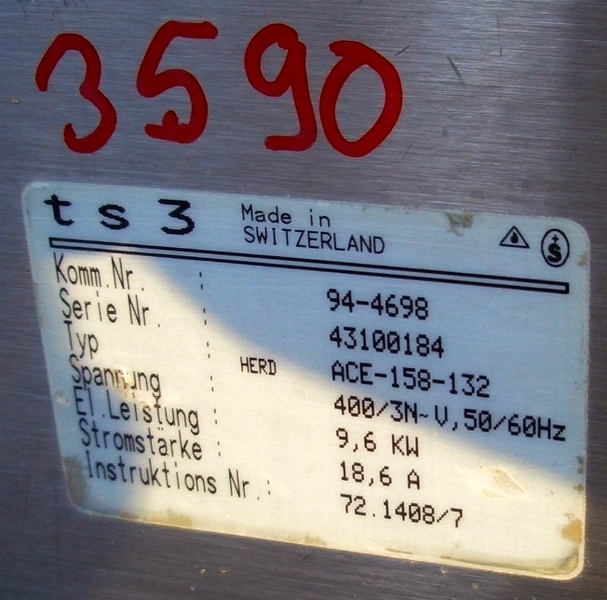 3590
ts3 Made in
SWITZERLAND
Komm.Nr. : 94-4698
Serie Nr. : 43100184
Typ : HERD ACE-158-132
Spannung : 400/3N~V,50/60Hz
El.Leistung : 9,6 KW
Stromstärke : 18,6 A
Instruktions Nr.: 72.1408/7